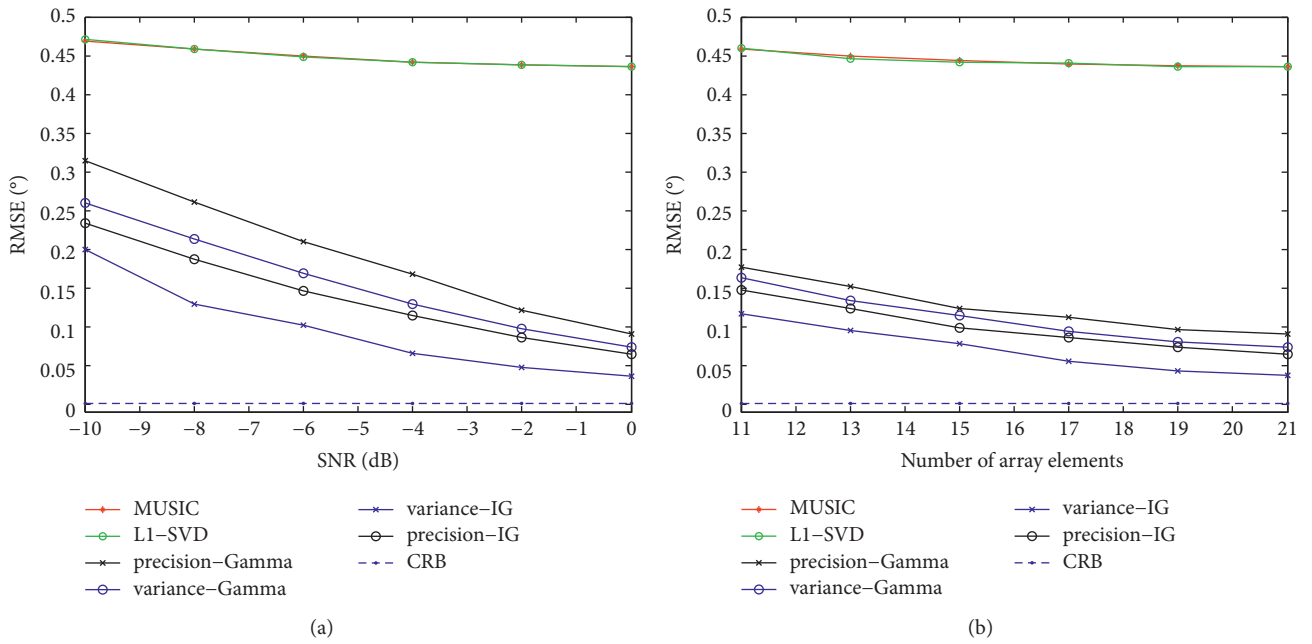 0.5
0.45
0.4
0.35
0.3
0.25
0.2
0.15
0.1
0.05
0
RMSE (°)
−10 −9 −8 −7 −6 −5 −4 −3 −2 −1 0
SNR (dB)
MUSIC
L1−SVD
precision−Gamma
variance−Gamma
variance−IG
precision−IG
CRB
(a)
0.5
0.45
0.4
0.35
0.3
0.25
0.2
0.15
0.1
0.05
0
RMSE (°)
11 12 13 14 15 16 17 18 19 20 21
Number of array elements
MUSIC
L1−SVD
precision−Gamma
variance−Gamma
variance−IG
precision−IG
CRB
(b)